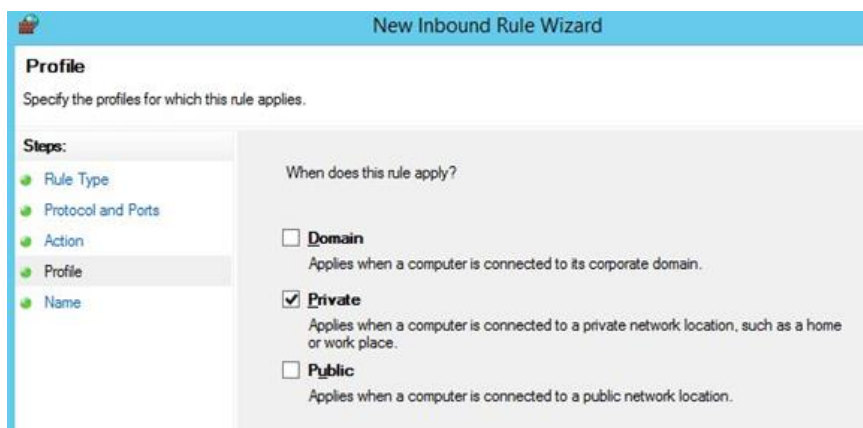 New Inbound Rule Wizard
Profile
Specify the profiles for which this rule applies.
Steps:
Rule Type
Protocol and Ports
Action
Profile
Name
When does this rule apply?
Domain
Applies when a computer is connected to its corporate domain.
Private
Applies when a computer is connected to a private network location, such as a home
or work place.
Public
Applies when a computer is connected to a public network location.